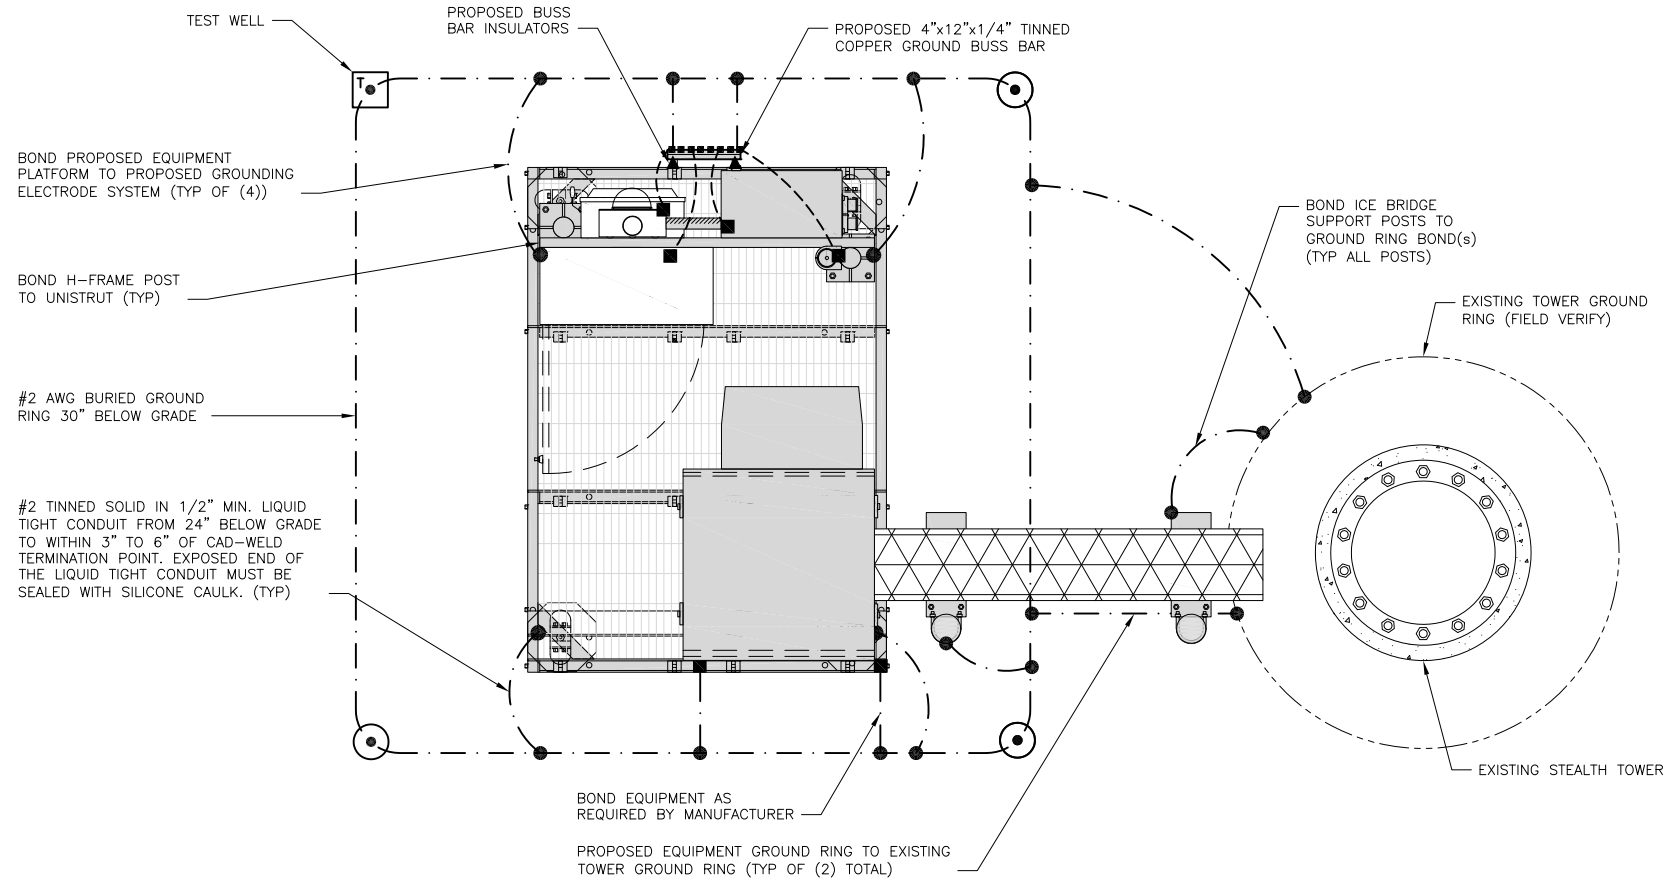 TEST WELL
PROPOSED BUSS
BAR INSULATORS
PROPOSED 4"x12"x1/4" TINNED
COPPER GROUND BUSS BAR
T
BOND PROPOSED EQUIPMENT
PLATFORM TO PROPOSED GROUNDING
ELECTRODE SYSTEM (TYP OF (4))
BOND ICE BRIDGE
SUPPORT POSTS TO
GROUND RING BOND(s)
(TYP ALL POSTS)
BOND H-FRAME POST
TO UNISTRUT (TYP)
EXISTING TOWER GROUND
RING (FIELD VERIFY)
#2 AWG BURIED GROUND
RING 30" BELOW GRADE
#2 TINNED SOLID IN 1/2" MIN. LIQUID
TIGHT CONDUIT FROM 24" BELOW GRADE
TO WITHIN 3" TO 6" OF CAD-WELD
TERMINATION POINT. EXPOSED END OF
THE LIQUID TIGHT CONDUIT MUST BE
SEALED WITH SILICONE CAULK. (TYP)
EXISTING STEALTH TOWER
BOND EQUIPMENT AS
REQUIRED BY MANUFACTURER
PROPOSED EQUIPMENT GROUND RING TO EXISTING
TOWER GROUND RING (TYP OF (2) TOTAL)